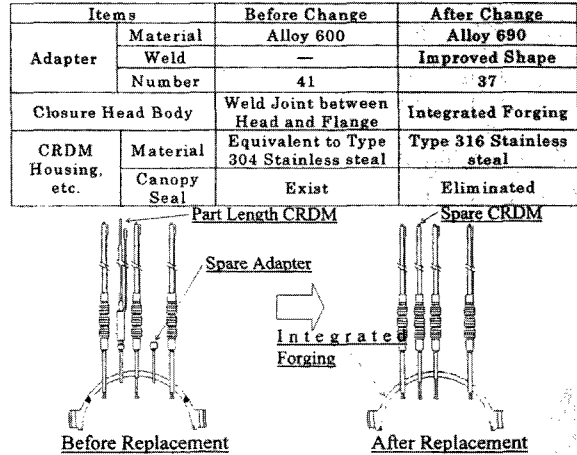 Items Before Change After Change
Adapter Material Alloy 600 Alloy 690
Weld — Improved Shape
Number 41 37
Closure Head Body Weld Joint between Head and Flange Integrated Forging
CRDM Housing, etc. Material Equivalent to Type 304 Stainless steal Type 316 Stainless steal
Canopy Seal Exist Eliminated
Part Length CRDM
Spare CRDM
Spare Adapter
Integrated
Forging
Before Replacement
After Replacement